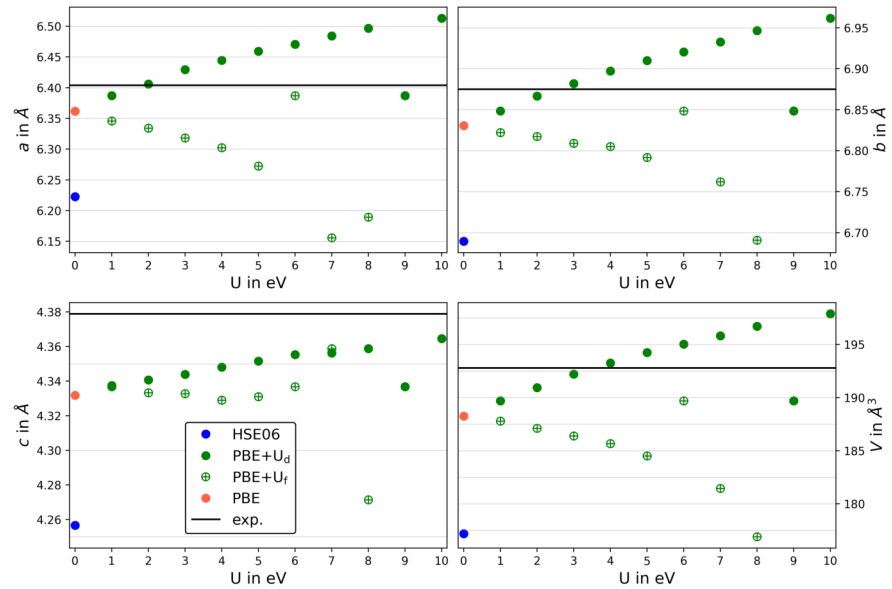 6.50
6.45
6.40
6.35
6.30
6.25
6.20
6.15
a in Å
0 1 2 3 4 5 6 7 8 9 10
U in eV
6.95
6.90
6.85
6.80
6.75
6.70
b in Å
0 1 2 3 4 5 6 7 8 9 10
U in eV
4.38
4.36
4.34
4.32
4.30
4.28
4.26
c in Å
HSE06
PBE+U_d
PBE+U_f
PBE
exp.
0 1 2 3 4 5 6 7 8 9 10
U in eV
195
190
185
180
V in Å³
0 1 2 3 4 5 6 7 8 9 10
U in eV